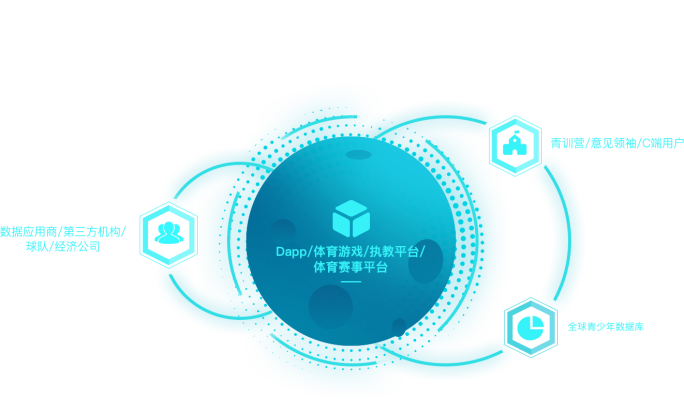 青训营/意见领袖/C端用户
数据应用商/第三方机构/
球队/经济公司
Dapp/体育游戏/执教平台/
体育赛事平台
全球青少年数据库